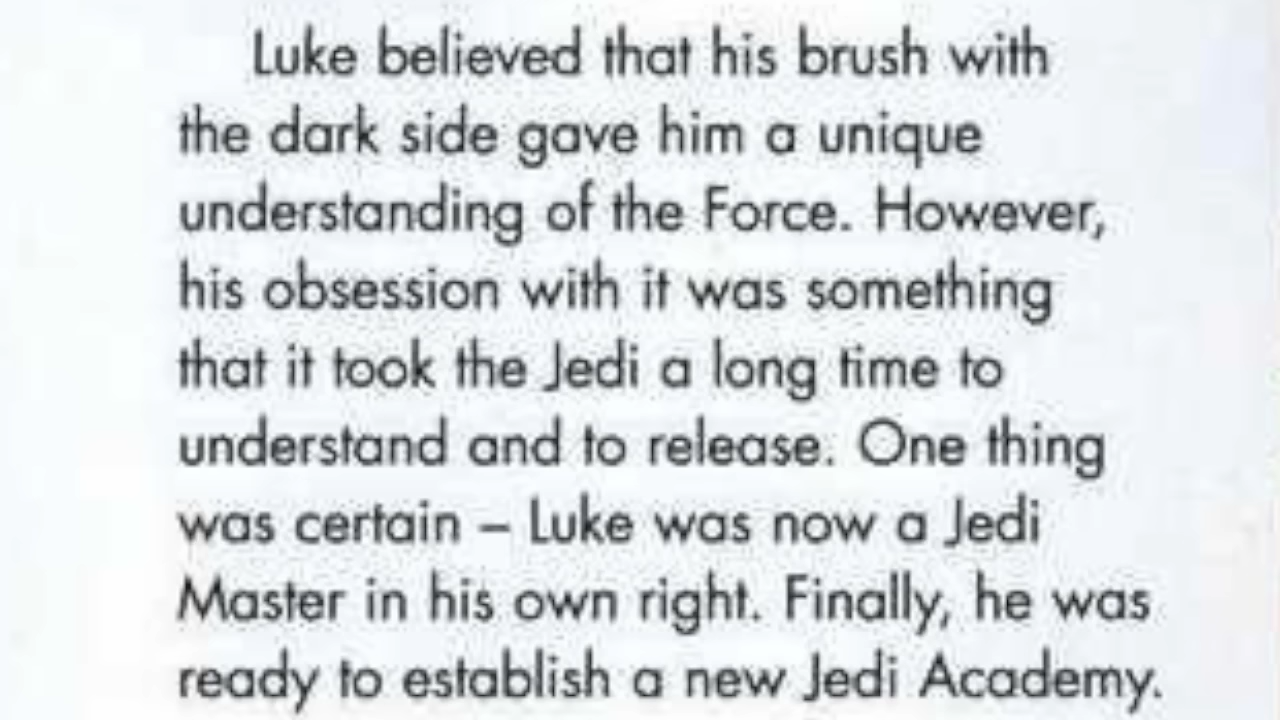 Luke believed that his brush with
the dark side gave him a unique
understanding of the Force. However,
his obsession with it was something
that it took the Jedi a long time to
understand and to release. One thing
was certain – Luke was now a Jedi
Master in his own right. Finally, he was
ready to establish a new Jedi Academy.